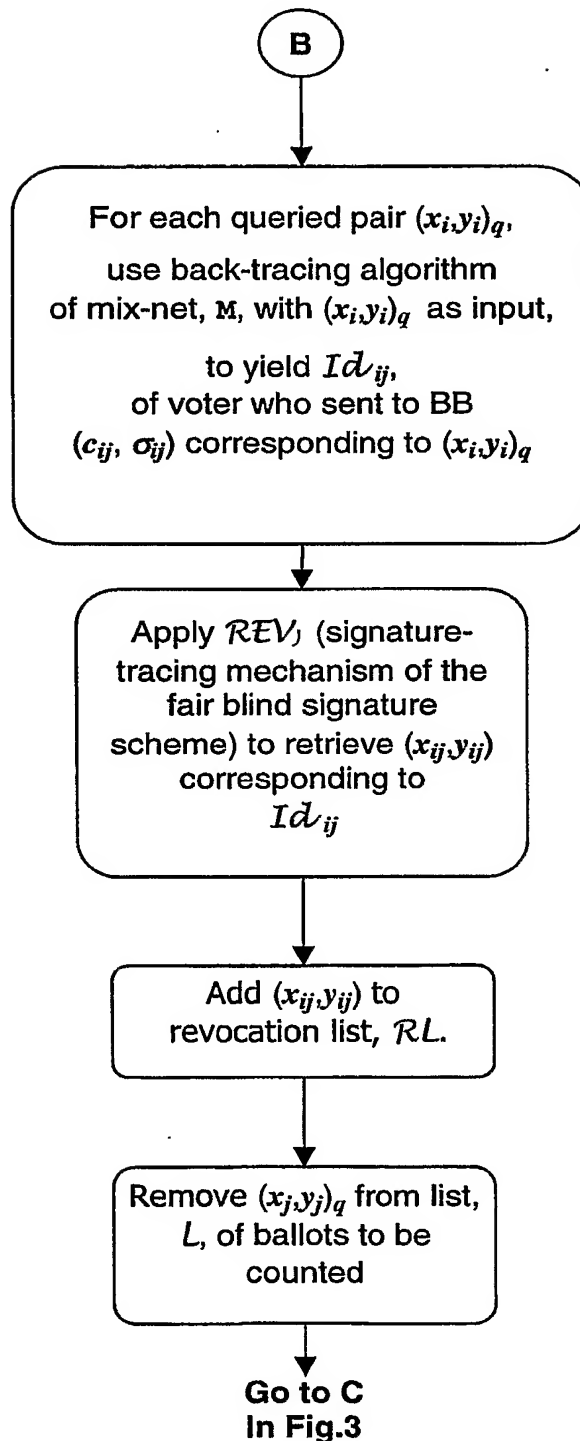 B
For each queried pair (xᵢ,yᵢ)q,
use back-tracing algorithm
of mix-net, M, with (xᵢ,yᵢ)q as input,
to yield Idᵢⱼ,
of voter who sent to BB
(cᵢⱼ, σᵢⱼ) corresponding to (xᵢ,yᵢ)q
Apply REVⱼ (signature-
tracing mechanism of the
fair blind signature
scheme) to retrieve (xᵢⱼ,yᵢⱼ)
corresponding to
Idᵢⱼ
Add (xᵢⱼ,yᵢⱼ) to
revocation list, RL.
Remove (xⱼ,yⱼ)q from list,
L, of ballots to be
counted
Go to C
In Fig.3